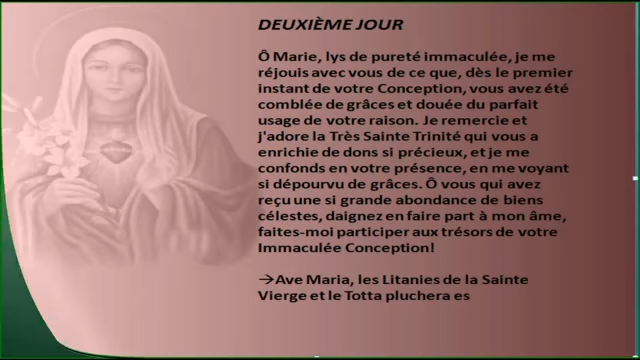 DEUXIÈME JOUR
Ô Marie, lys de pureté immaculée, je me
réjouis avec vous de ce que, dès le premier
instant de votre Conception, vous avez été
comblée de grâces et douée du parfait
usage de votre raison. Je remercie et
j'adore la Très Sainte Trinité qui vous a
enrichie de dons si précieux, et je me
confonds en votre présence, en me voyant
si dépourvu de grâces. Ô vous qui avez
reçu une si grande abondance de biens
célestes, daignez en faire part à mon âme,
faites-moi participer aux trésors de votre
Immaculée Conception!
→Ave Maria, les Litanies de la Sainte
Vierge et le Totta pluchera es